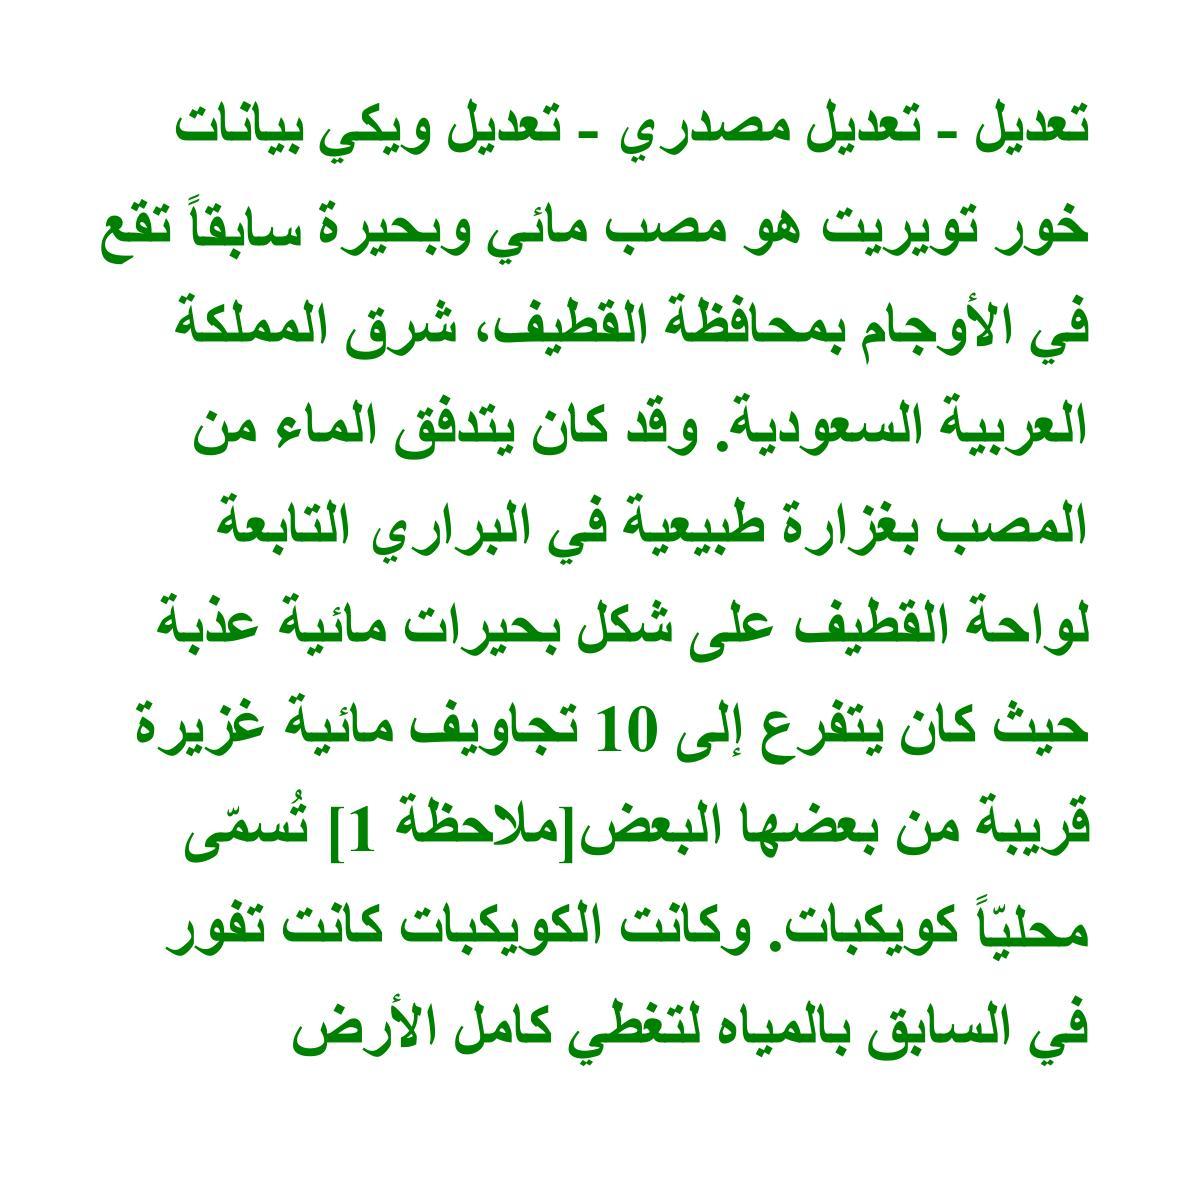 تعديل - تعديل مصدري - تعديل ويكي بيانات
خور تويريت هو مصب مائي وبحيرة سابقاً تقع
في الأوجام بمحافظة القطيف، شرق المملكة
العربية السعودية. وقد كان يتدفق الماء من
المصب بغزارة طبيعية في البراري التابعة
لواحة القطيف على شكل بحيرات مائية عذبة
حيث كان يتفرع إلى 10 تجاويف مائية غزيرة
قريبة من بعضها البعض[ملاحظة 1] تُسمّى
محليّاً كويكبات. وكانت الكويكبات كانت تفور
في السابق بالمياه لتغطي كامل الأرض